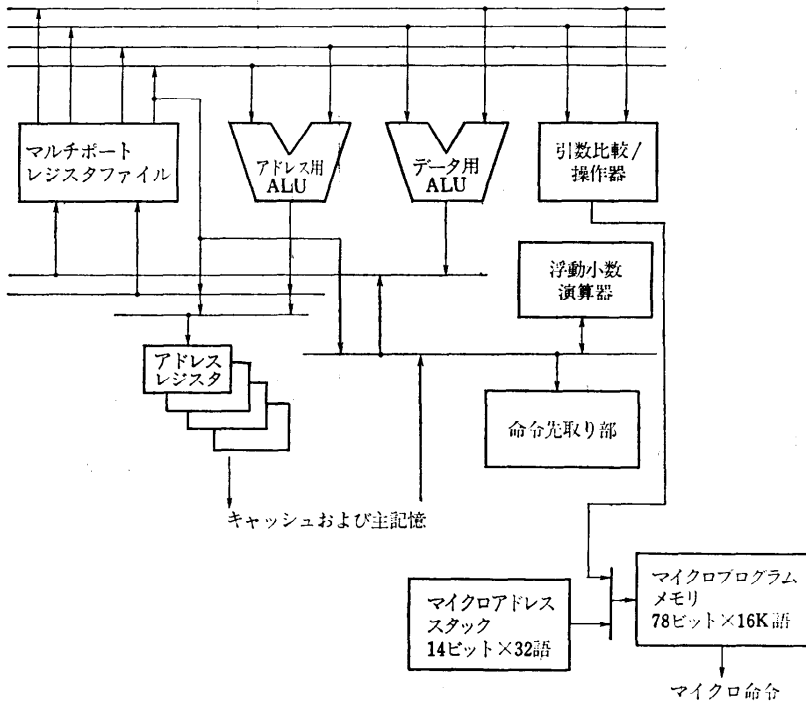 マルチポート
レジスタファイル
アドレス用
ALU
データ用
ALU
引数比較/
操作器
浮動小数
演算器
アドレス
レジスタ
命令先取り部
キャッシュおよび主記憶
マイクロアドレス
スタック
14ビット×32語
マイクロプログラム
メモリ
78ビット×16K語
マイクロ命令